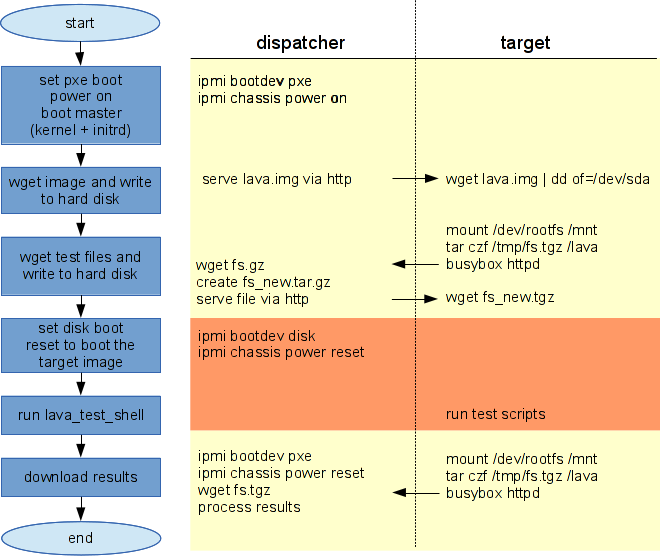 start
set pxe boot
power on
boot master
(kernel + initrd)
wget image and write
to hard disk
wget test files and
write to hard disk
set disk boot
reset to boot the
target image
run lava_test_shell
download results
end
dispatcher
target
ipmi bootdev pxe
ipmi chassis power on
serve lava.img via http
wget lava.img | dd of=/dev/sda
mount /dev/rootfs /mnt
tar czf /tmp/fs.tgz /lava
busybox httpd
wget fs.gz
create fs_new.tar.gz
serve file via http
wget fs_new.tgz
ipmi bootdev disk
ipmi chassis power reset
run test scripts
ipmi bootdev pxe
ipmi chassis power reset
wget fs.tgz
process results
mount /dev/rootfs /mnt
tar czf /tmp/fs.tgz /lava
busybox httpd